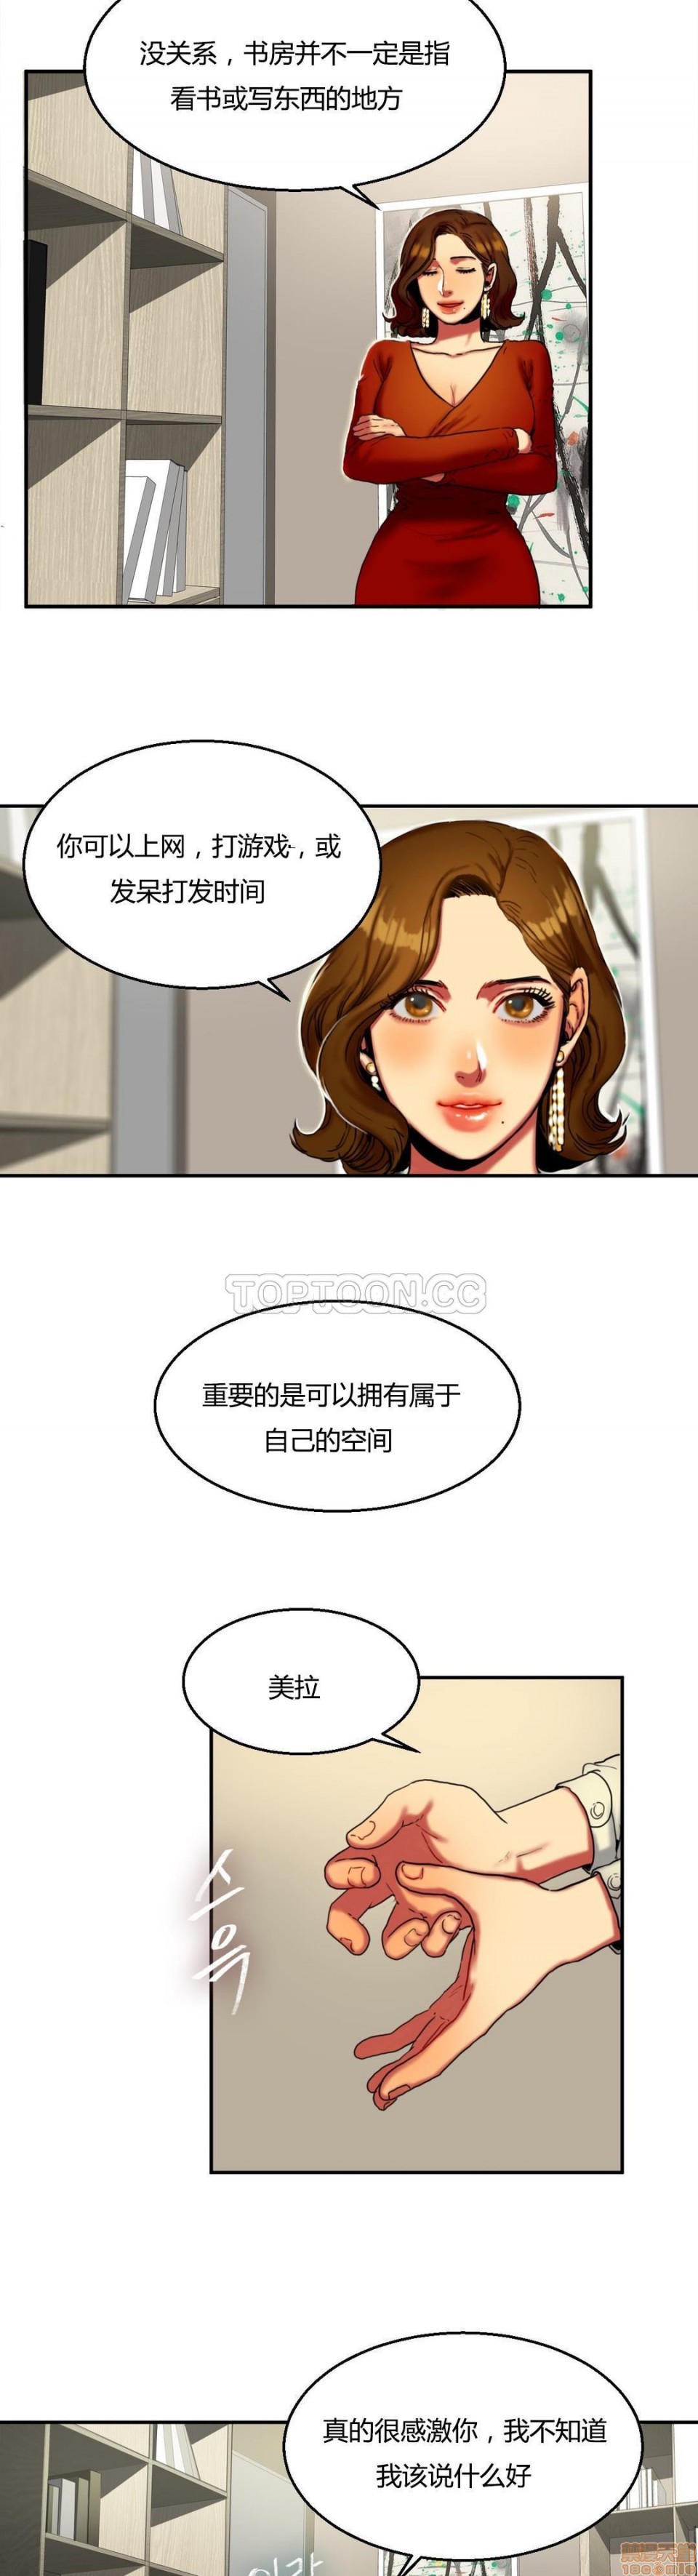 没关系，书房并不一定是指
看书或写东西的地方
你可以上网，打游戏，或
发呆打发时间
TOPTOON.CC
重要的是可以拥有属于
自己的空间
美拉
스
윽
真的很感激你，我不知道
我该说什么好